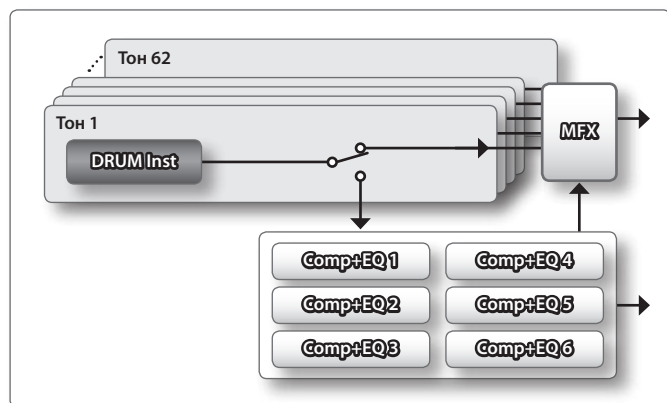 Тон 62
Тон 1
DRUM Inst
MFX
Comp+EQ 1
Comp+EQ 4
Comp+EQ 2
Comp+EQ 5
Comp+EQ 3
Comp+EQ 6